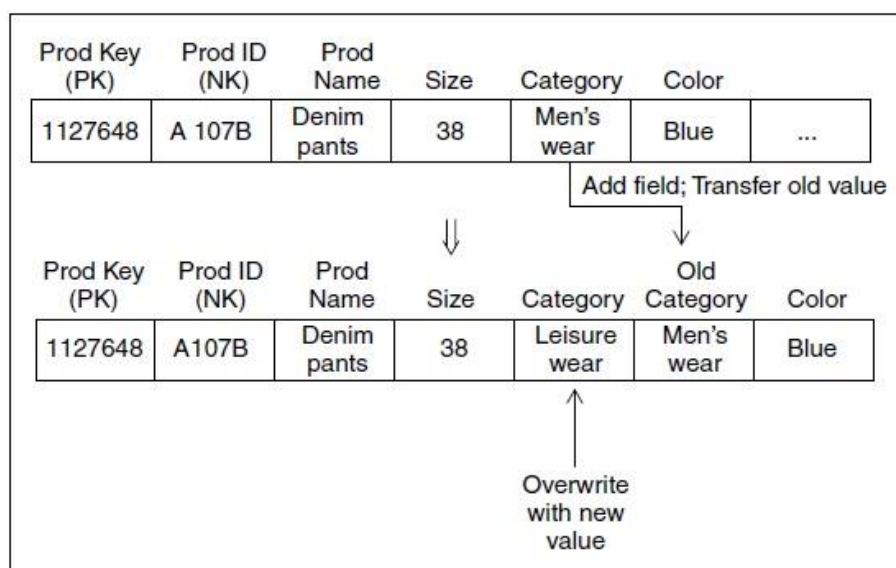 Prod Key Prod ID Prod
(PK) (NK) Name Size Category Color
1127648 A 107B Denim pants 38 Men's wear Blue ...
Add field; Transfer old value
⇓
Prod Key Prod ID Prod Old
(PK) (NK) Name Size Category Category Color
1127648 A107B Denim pants 38 Leisure wear Men's wear Blue
Overwrite
with new
value